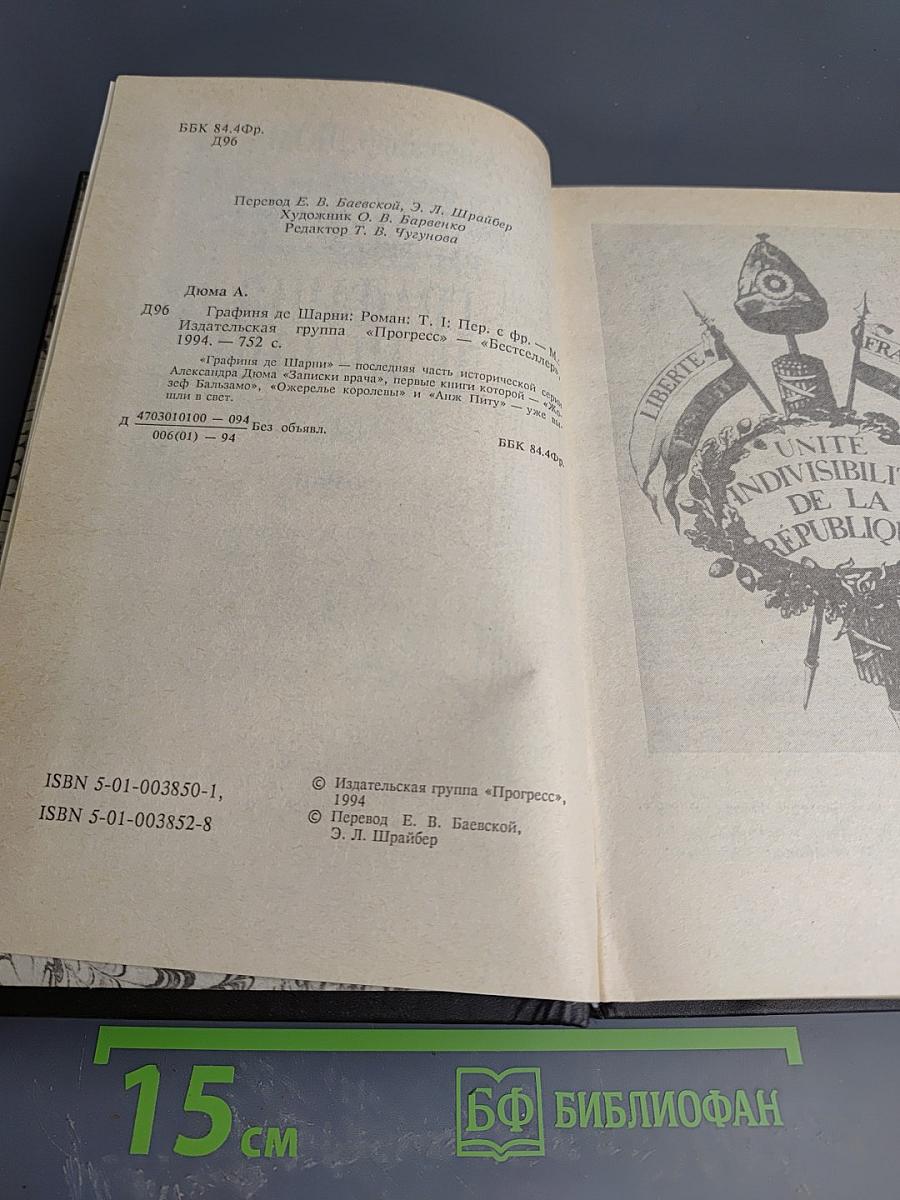 ББК 84.4Фр.
Д96
Перевод Е. В. Баевской, Э. Л. Шрайбер
Художник О. В. Барвенко
Редактор Т. В. Чугунова
Дюма А.
Д96 Графиня де Шарни: Роман: Т. I: Пер. с фр. — М.:
Издательская группа «Прогресс» — «Бестселлер»,
1994. — 752 с.
«Графиня де Шарни» — последняя часть исторической серии
Александра Дюма «Записки врача», первые книги которой — «Жо-
зеф Бальзамо», «Ожерелье королевы» и «Анж Питу» — уже вы-
шли в свет.
Д 4703010100 — 094 Без объявл.
006(01) — 94
ББК 84.4Фр.
ISBN 5-01-003850-1,
ISBN 5-01-003852-8
© Издательская группа «Прогресс»,
1994
© Перевод Е. В. Баевской,
Э. Л. Шрайбер
LIBERTÉ
FRA
UNITÉ
INDIVISIBILIT
DE LA
RÉPUBLIQU
15 см
БФ БИБЛИОФАН